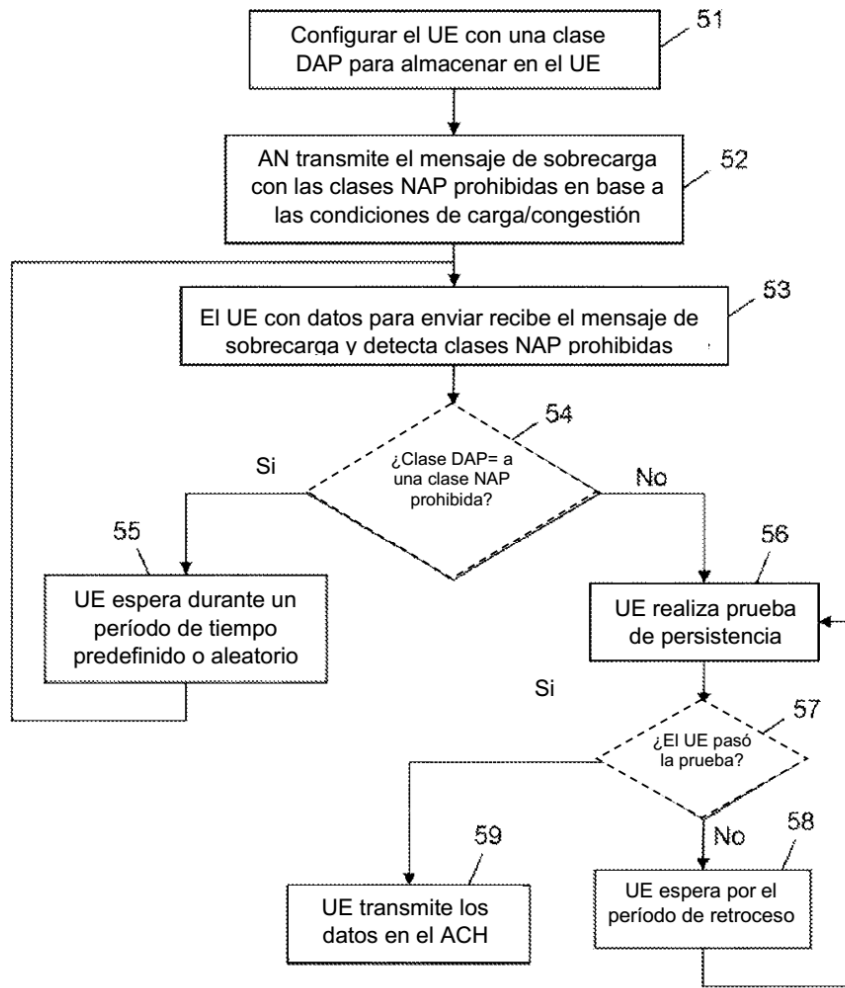 51
Configurar el UE con una clase
DAP para almacenar en el UE
52
AN transmite el mensaje de sobrecarga
con las clases NAP prohibidas en base a
las condiciones de carga/congestión
53
El UE con datos para enviar recibe el mensaje de
sobrecarga y detecta clases NAP prohibidas
54
¿Clase DAP= a
una clase NAP
prohibida?
Si
No
55
UE espera durante un
período de tiempo
predefinido o aleatorio
56
UE realiza prueba
de persistencia
Si
57
¿El UE pasó
la prueba?
No
58
UE espera por el
período de retroceso
59
UE transmite los
datos en el ACH